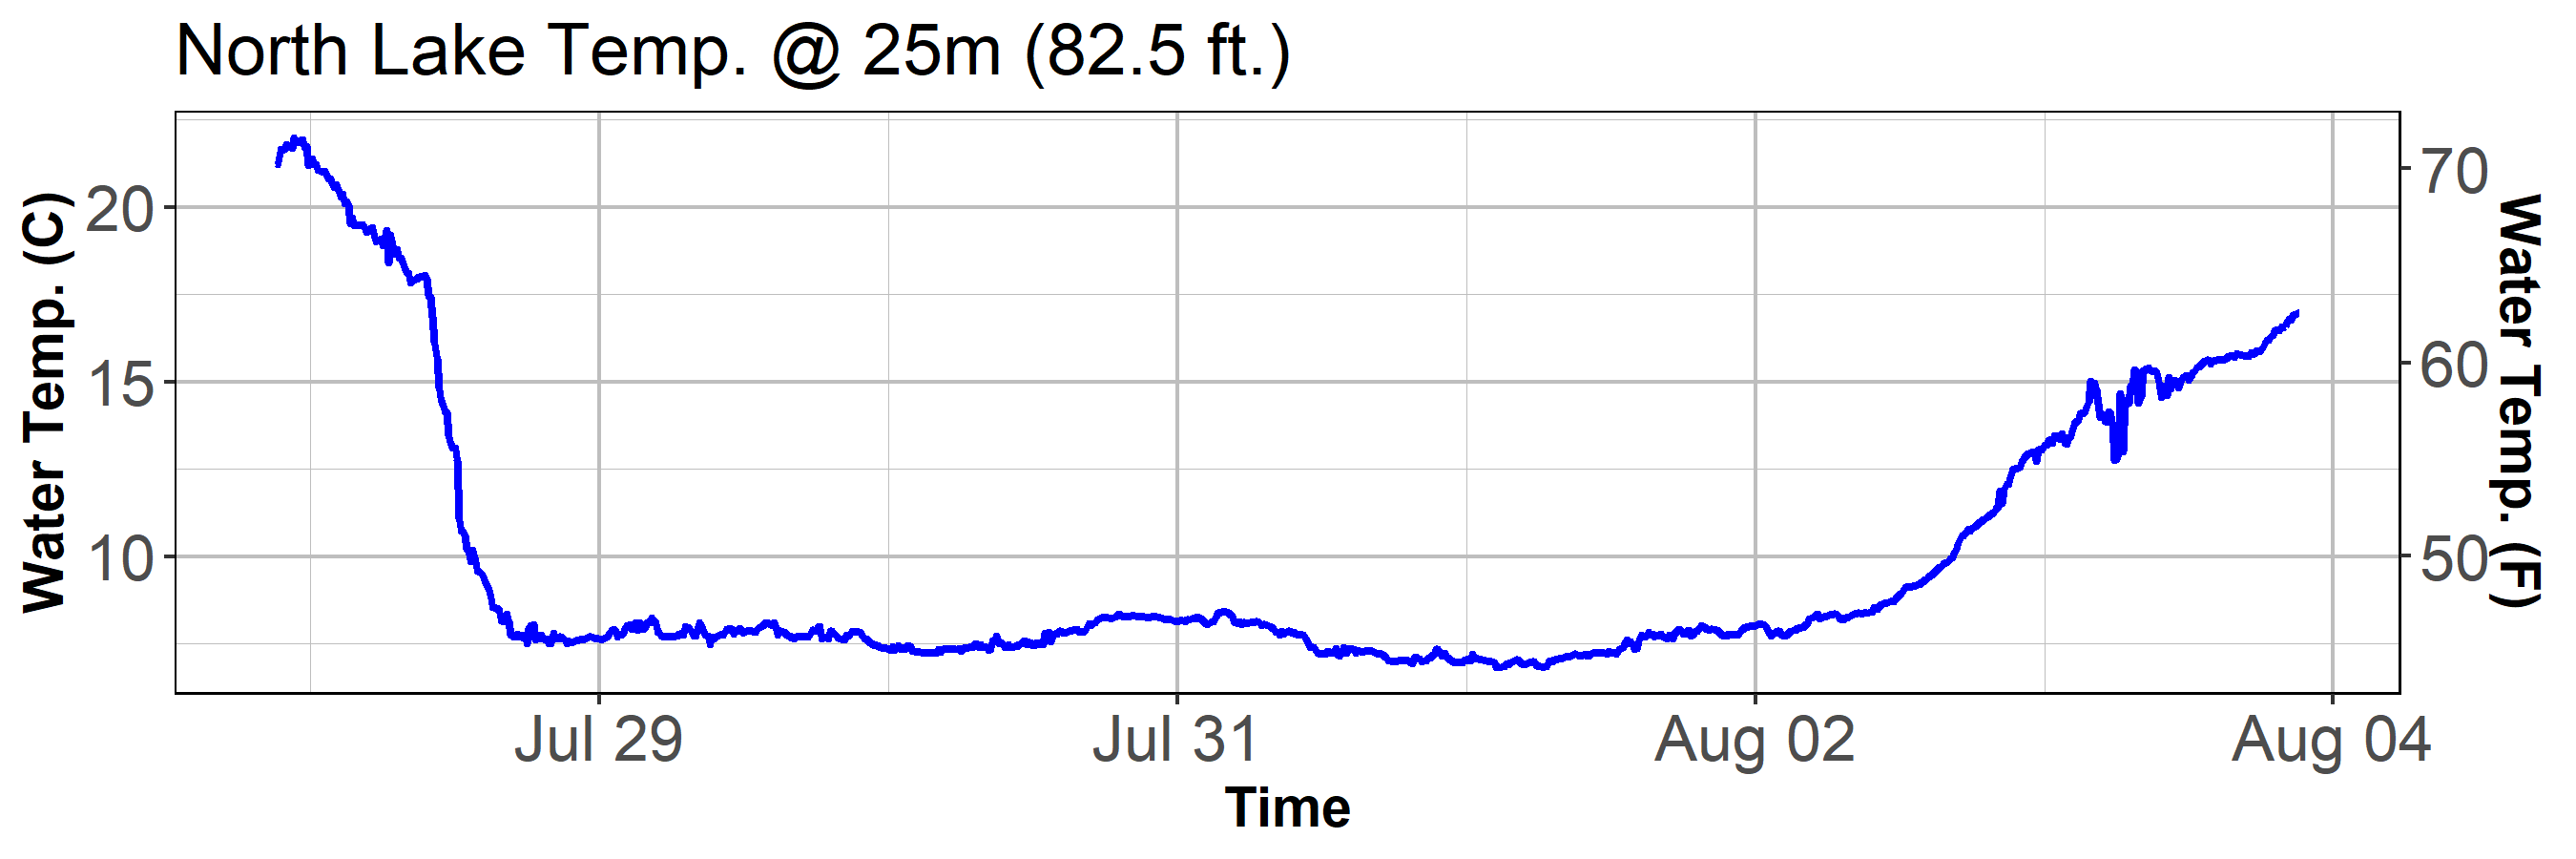 North Lake Temp. @ 25m (82.5 ft.)
Water Temp. (C)
20
15
10
70
60
50
Water Temp. (F)
Jul 29
Jul 31
Aug 02
Aug 04
Time